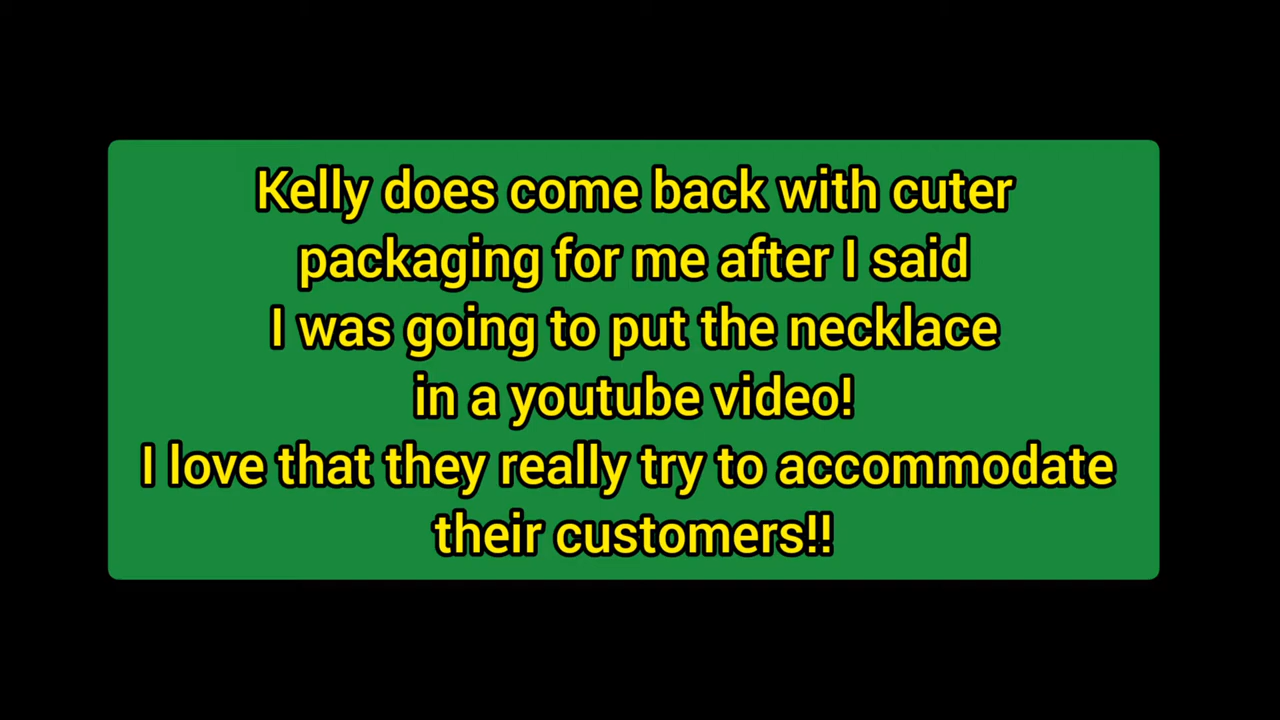 Kelly does come back with cuter
packaging for me after I said
I was going to put the necklace
in a youtube video!
I love that they really try to accommodate
their customers!!